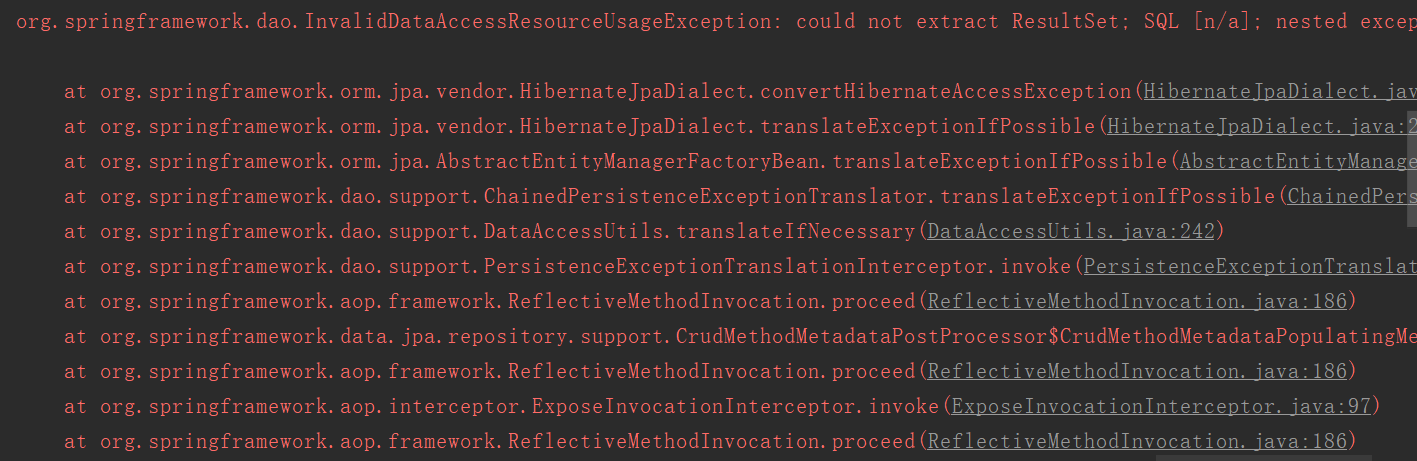 org.springframework.dao.InvalidDataAccessResourceUsageException: could not extract ResultSet; SQL [n/a]; nested excep
at org.springframework.orm.jpa.vendor.HibernateJpaDialect.convertHibernateAccessException(HibernateJpaDialect.jav
at org.springframework.orm.jpa.vendor.HibernateJpaDialect.translateExceptionIfPossible(HibernateJpaDialect.java:2
at org.springframework.orm.jpa.AbstractEntityManagerFactoryBean.translateExceptionIfPossible(AbstractEntityManage
at org.springframework.dao.support.ChainedPersistenceExceptionTranslator.translateExceptionIfPossible(ChainedPers
at org.springframework.dao.support.DataAccessUtils.translateIfNecessary(DataAccessUtils.java:242)
at org.springframework.dao.support.PersistenceExceptionTranslationInterceptor.invoke(PersistenceExceptionTranslat
at org.springframework.aop.framework.ReflectiveMethodInvocation.proceed(ReflectiveMethodInvocation.java:186)
at org.springframework.data.jpa.repository.support.CrudMethodMetadataPostProcessor$CrudMethodMetadataPopulatingMe
at org.springframework.aop.framework.ReflectiveMethodInvocation.proceed(ReflectiveMethodInvocation.java:186)
at org.springframework.aop.interceptor.ExposeInvocationInterceptor.invoke(ExposeInvocationInterceptor.java:97)
at org.springframework.aop.framework.ReflectiveMethodInvocation.proceed(ReflectiveMethodInvocation.java:186)